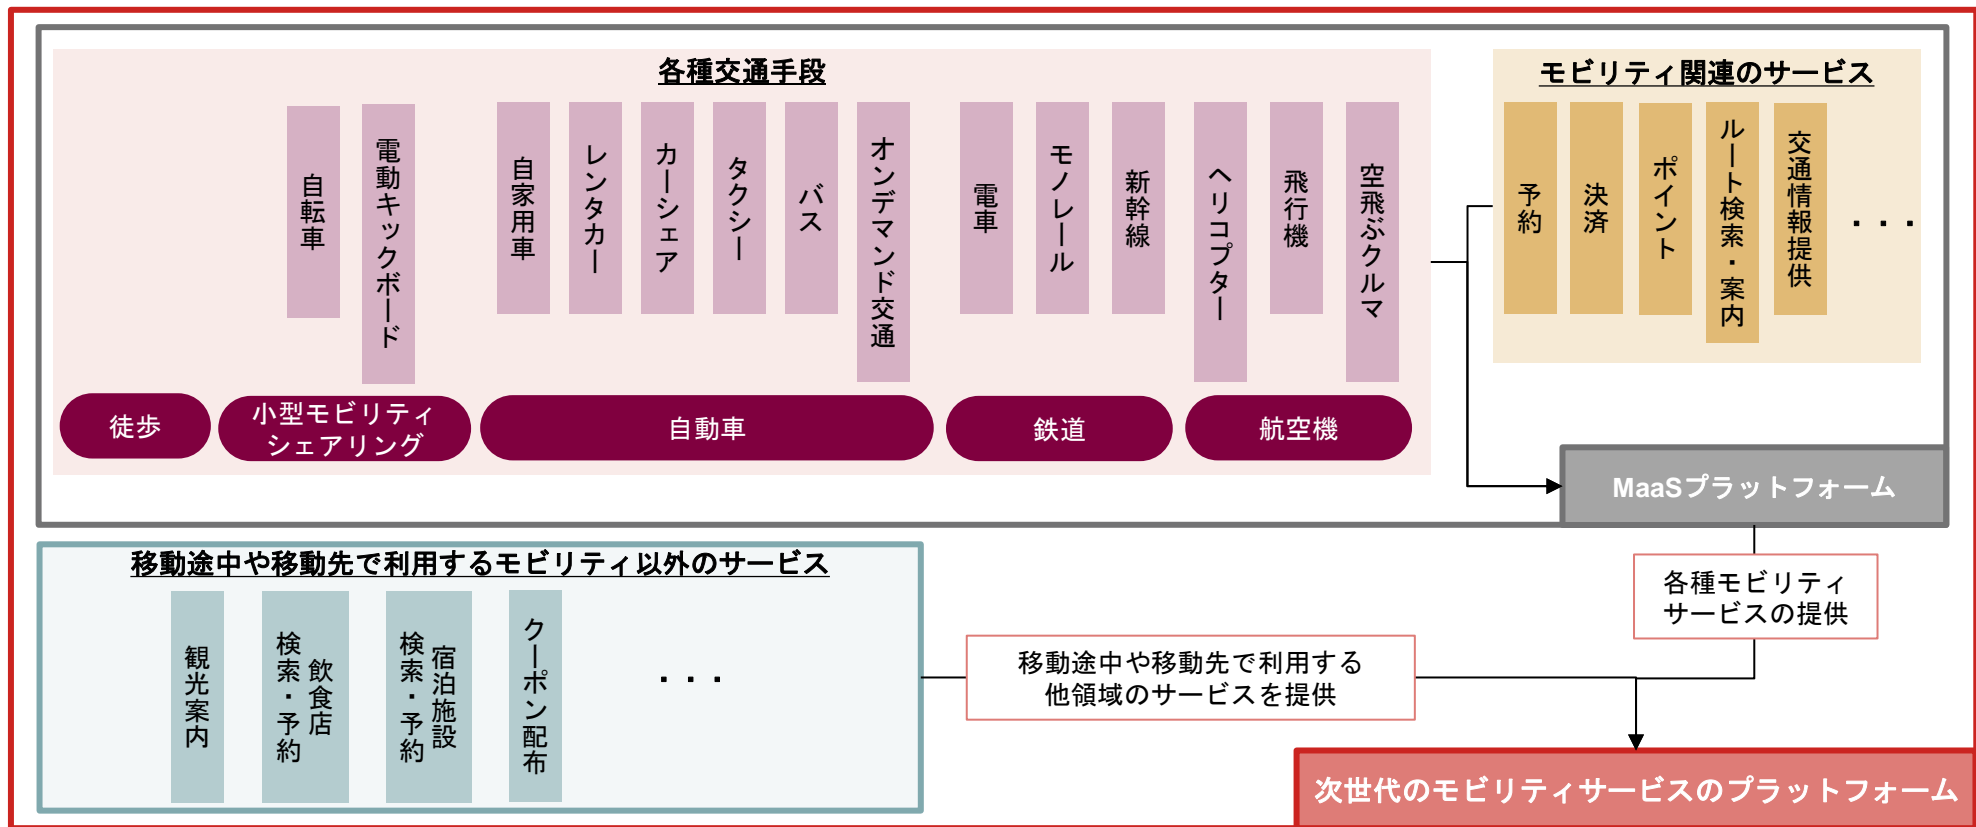 各種交通手段
自転車
電動キックボード
自家用車
レンタカー
カーシェア
タクシー
バス
オンデマンド交通
電車
モノレール
新幹線
ヘリコプター
飛行機
空飛ぶクルマ
徒歩
小型モビリティ
シェアリング
自動車
鉄道
航空機
モビリティ関連のサービス
予約
決済
ポイント
ルート検索・案内
交通情報提供
・・・
MaaSプラットフォーム
移動途中や移動先で利用するモビリティ以外のサービス
観光案内
飲食店
検索・予約
宿泊施設
検索・予約
クーポン配布
・・・
移動途中や移動先で利用する
他領域のサービスを提供
各種モビリティ
サービスの提供
次世代のモビリティサービスのプラットフォーム